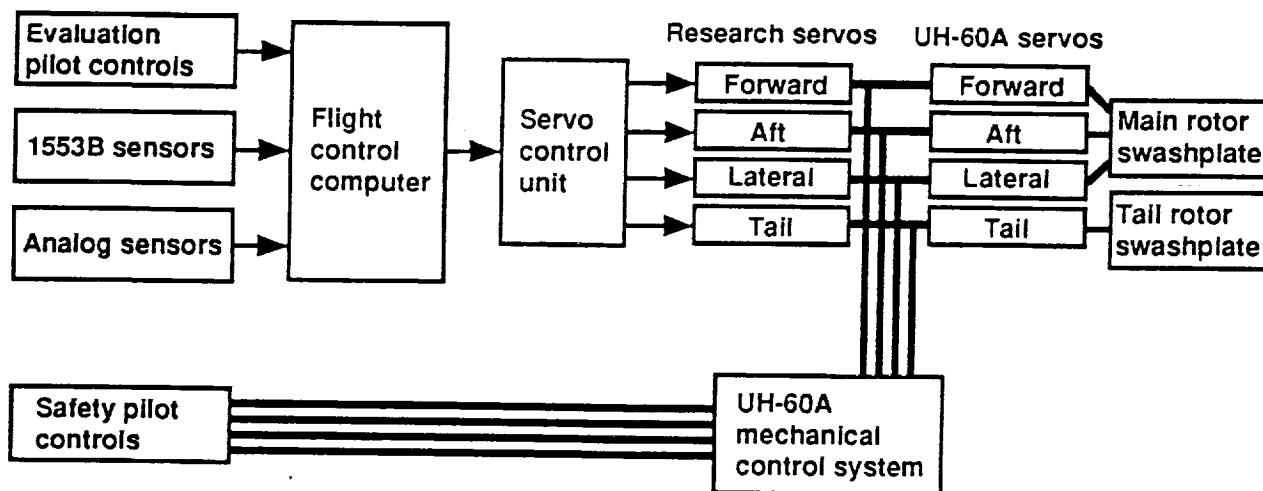 Evaluation
pilot controls
1553B sensors
Analog sensors
Flight
control
computer
Servo
control
unit
Research servos
Forward
Aft
Lateral
Tail
UH-60A servos
Forward
Aft
Lateral
Tail
Main rotor
swashplate
Tail rotor
swashplate
Safety pilot
controls
UH-60A
mechanical
control system